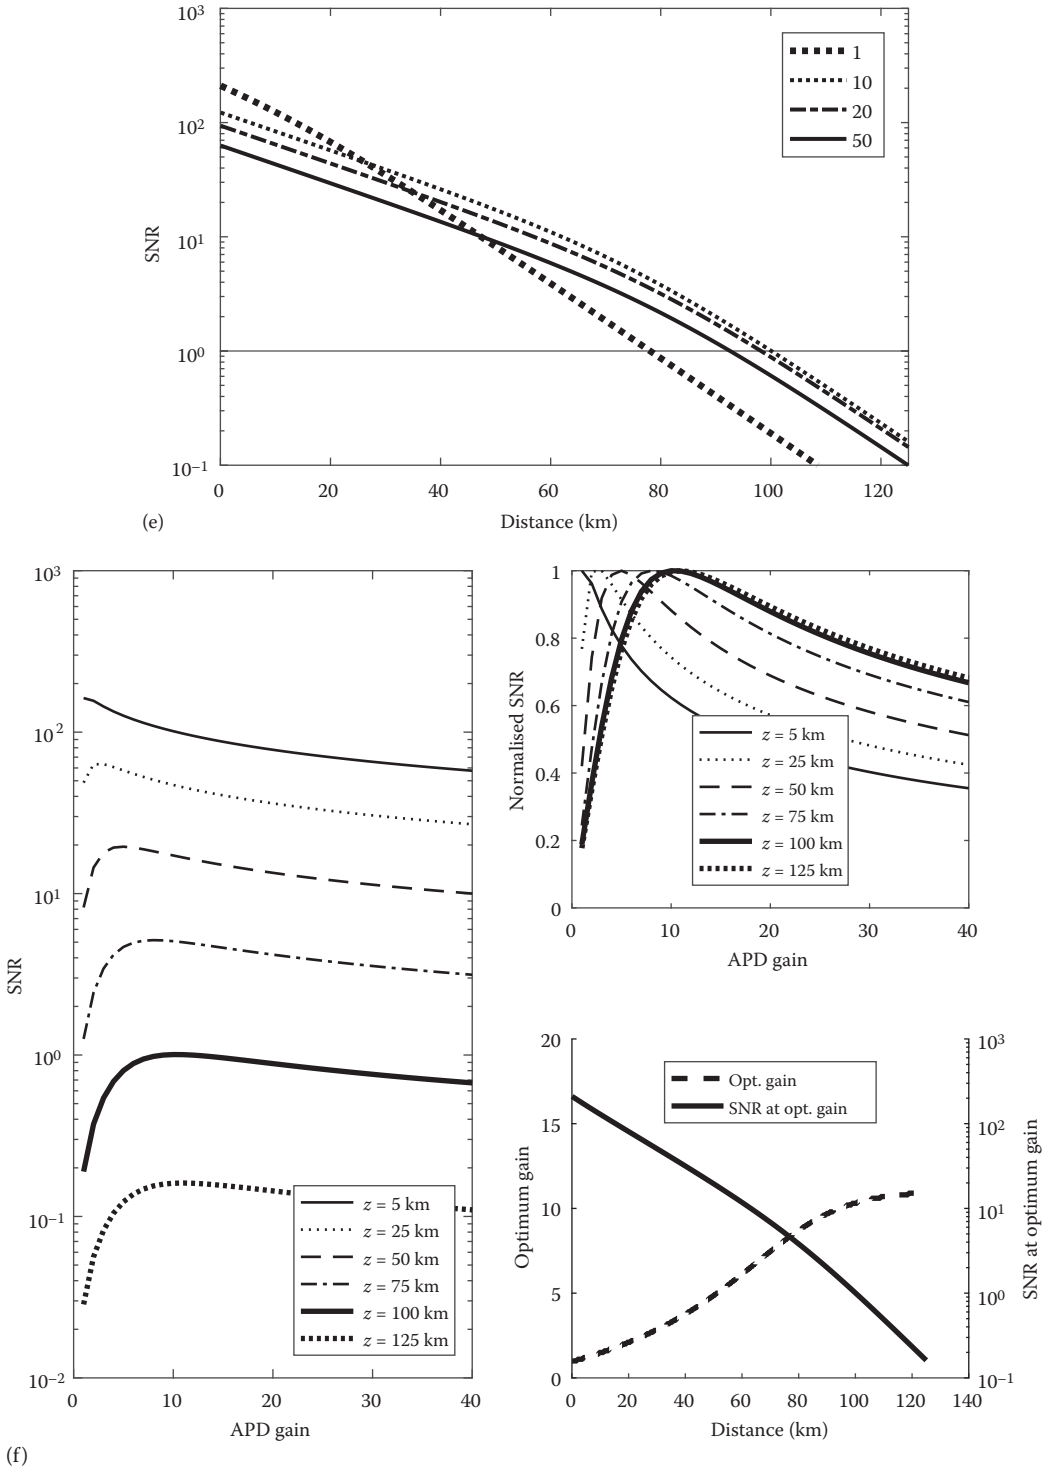 10³
10²
10¹
10⁰
10⁻¹
SNR
1
10
20
50
0 20 40 60 80 100 120
Distance (km)
(e)
10³
10²
10¹
10⁰
10⁻¹
10⁻²
SNR
z = 5 km
z = 25 km
z = 50 km
z = 75 km
z = 100 km
z = 125 km
0 10 20 30 40
APD gain
(f)
1
0.8
0.6
0.4
0.2
0
Normalised SNR
z = 5 km
z = 25 km
z = 50 km
z = 75 km
z = 100 km
z = 125 km
0 10 20 30 40
APD gain
20
15
10
5
0
Optimum gain
Opt. gain
SNR at opt. gain
10³
10²
10¹
10⁰
10⁻¹
SNR at optimum gain
0 20 40 60 80 100 120 140
Distance (km)